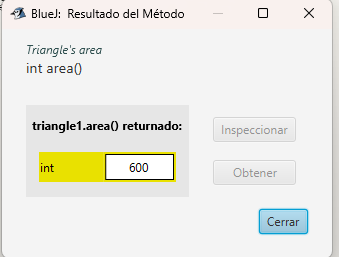 BlueJ: Resultado del Método
Triangle's area
int area()
triangle1.area() returnado:
int 600
Inspeccionar
Obtener
Cerrar